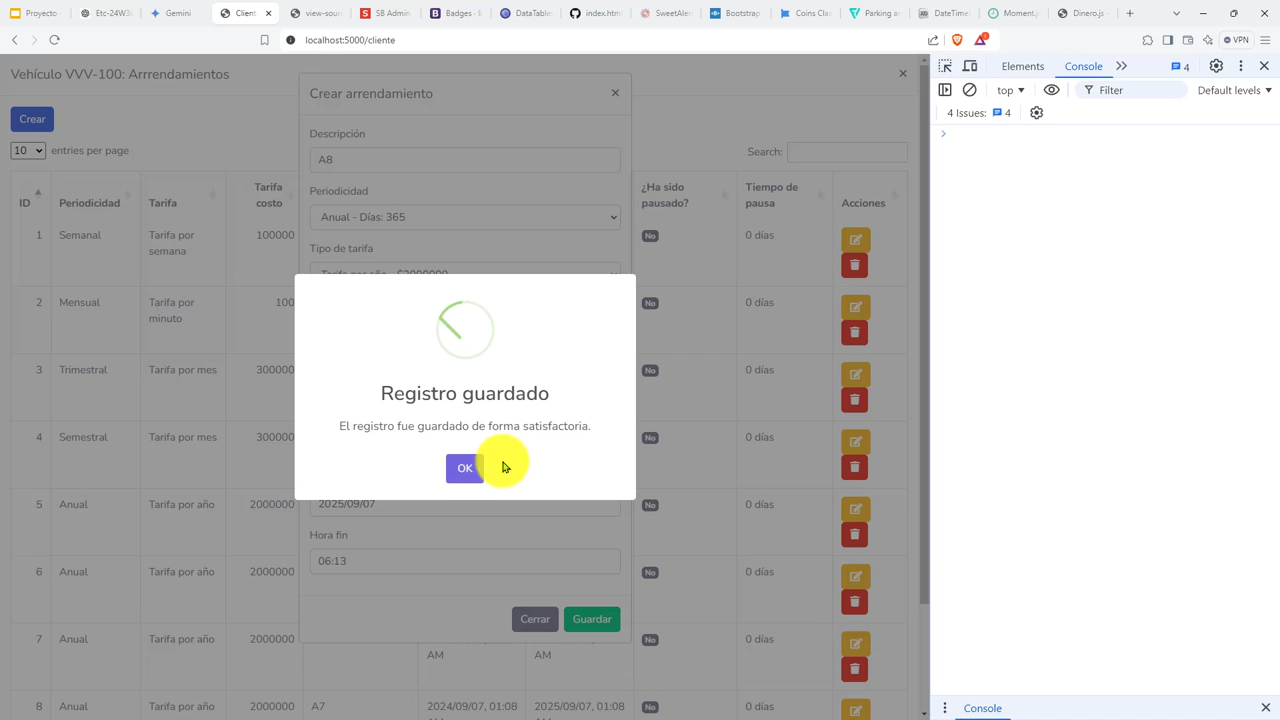 Proyecto -
Etc-24W3
Gemini
Client
view-sour
SB Admin
Badges · B
DataTables
index.htm
SweetAler
Bootstrap
Coins Clas
Parking an
DateTime
Moment.js
Dinero.js -
localhost:5000/cliente
VPN
Vehículo VVV-100: Arrrendamientos
Crear
10 entries per page
Search:
ID Periodicidad Tarifa Tarifa costo ¿Ha sido pausado? Tiempo de pausa Acciones
1 Semanal Tarifa por semana 100000 No 0 días
2 Mensual Tarifa por minuto 100 No 0 días
3 Trimestral Tarifa por mes 300000 No 0 días
4 Semestral Tarifa por mes 300000 No 0 días
5 Anual Tarifa por año 2000000 No 0 días
6 Anual Tarifa por año 2000000 No 0 días
7 Anual Tarifa por año 2000000 AM AM No 0 días
8 Anual Tarifa por año 2000000 A7 2024/09/07, 01:08 2025/09/07, 01:08 No 0 días
Crear arrendamiento
Descripción
A8
Periodicidad
Anual - Días: 365
Tipo de tarifa
Tarifa por año - $2000000
Registro guardado
El registro fue guardado de forma satisfactoria.
OK
2025/09/07
Hora fin
06:13
Cerrar
Guardar
Elements
Console
4
top
Filter
Default levels
4 Issues: 4
Console